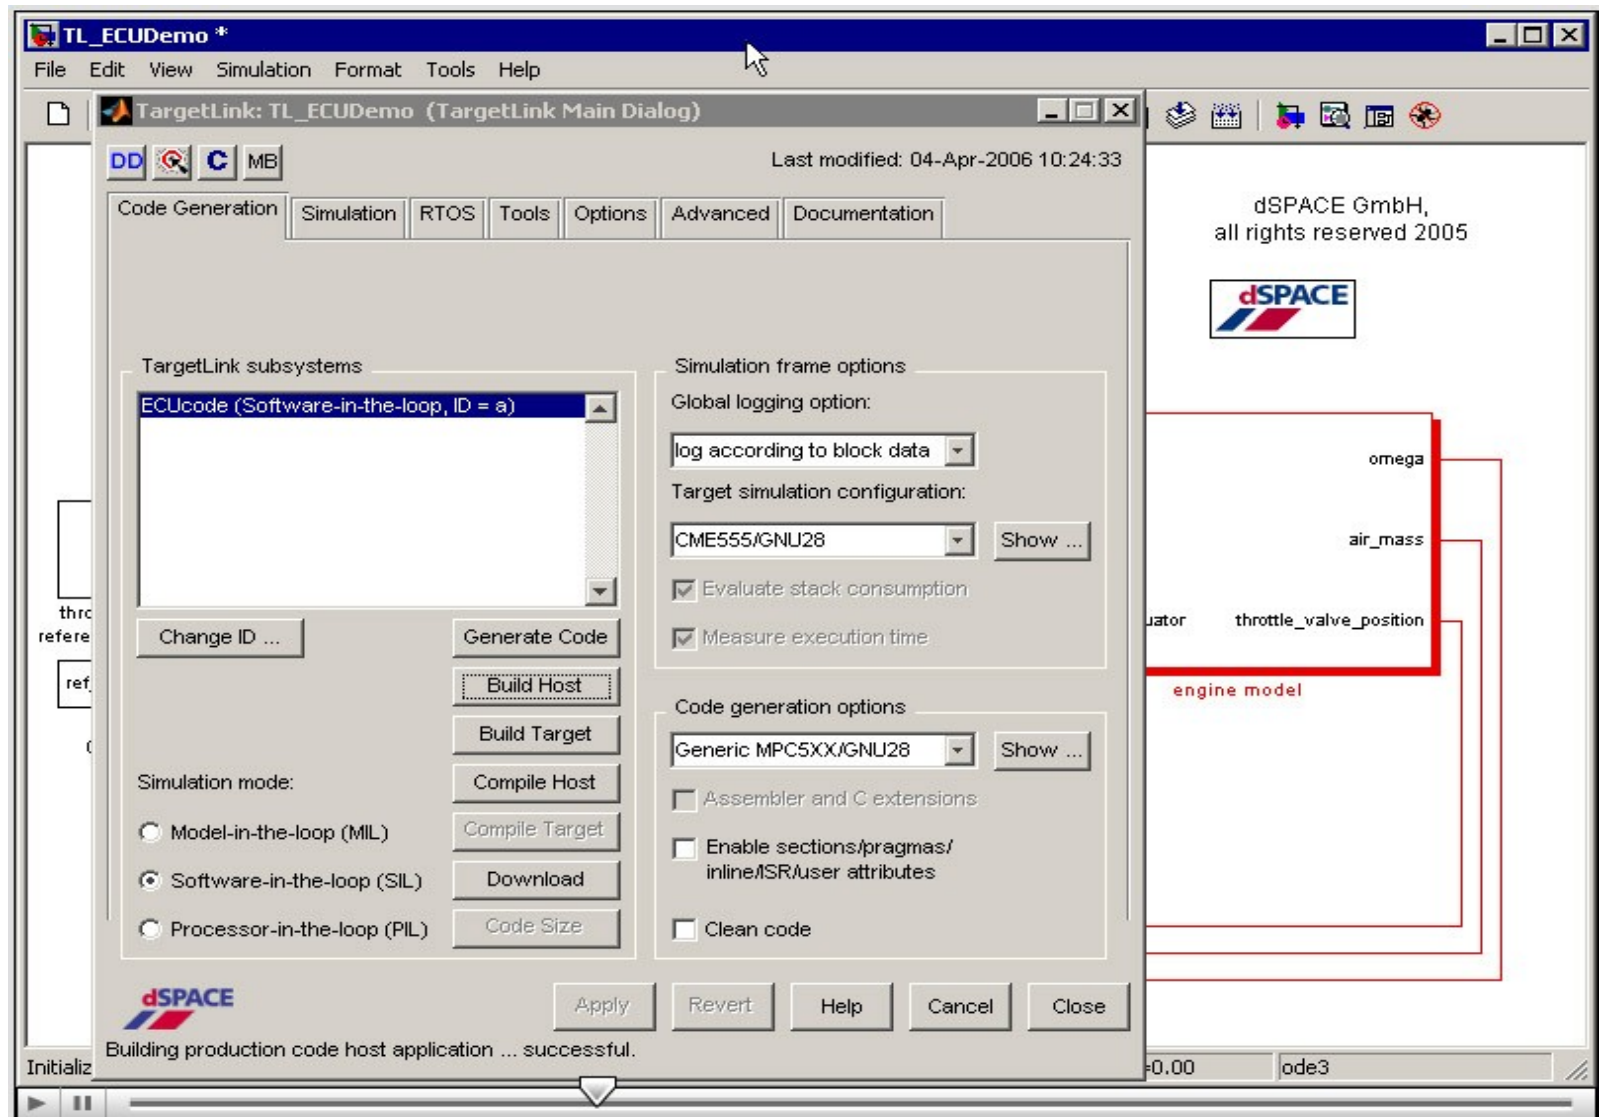 TL_ECUDemo *
File Edit View Simulation Format Tools Help
TargetLink: TL_ECUDemo (TargetLink Main Dialog)
DD C MB
Last modified: 04-Apr-2006 10:24:33
Code Generation Simulation RTOS Tools Options Advanced Documentation
dSPACE GmbH,
all rights reserved 2005
dSPACE
TargetLink subsystems
ECUcode (Software-in-the-loop, ID = a)
Change ID ...
Generate Code
Build Host
Build Target
Simulation mode:
Compile Host
Model-in-the-loop (MIL)
Compile Target
Software-in-the-loop (SIL)
Download
Processor-in-the-loop (PIL)
Code Size
Simulation frame options
Global logging option:
log according to block data
Target simulation configuration:
CME555/GNU28
Show ...
Evaluate stack consumption
Measure execution time
Code generation options
Generic MPC5XX/GNU28
Show ...
Assembler and C extensions
Enable sections/pragmas/
inline/ISR/user attributes
Clean code
omega
air_mass
throttle_valve_position
engine model
dSPACE
Apply Revert Help Cancel Close
Building production code host application ... successful.
=0.00
ode3